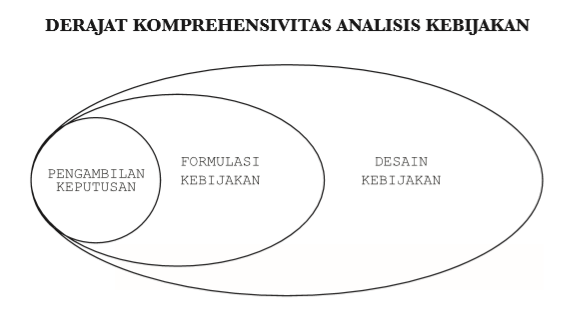 DERAJAT KOMPREHENSIVITAS ANALISIS KEBIJAKAN
PENGAMBILAN
KEPUTUSAN
FORMULASI
KEBIJAKAN
DESAIN
KEBIJAKAN